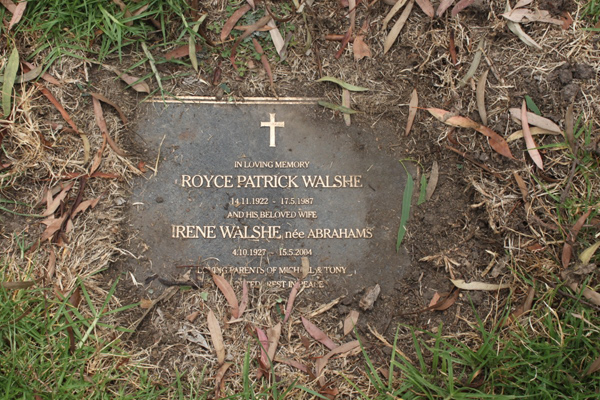 IN LOVING MEMORY
ROYCE PATRICK WALSHE
14.11.1922 - 17.5.1987
AND HIS BELOVED WIFE
IRENE WALSHE née ABRAHAMS
4.10.1927 - 15.5.2004
LOVING PARENTS OF MICHAEL & TONY
REST IN PEACE